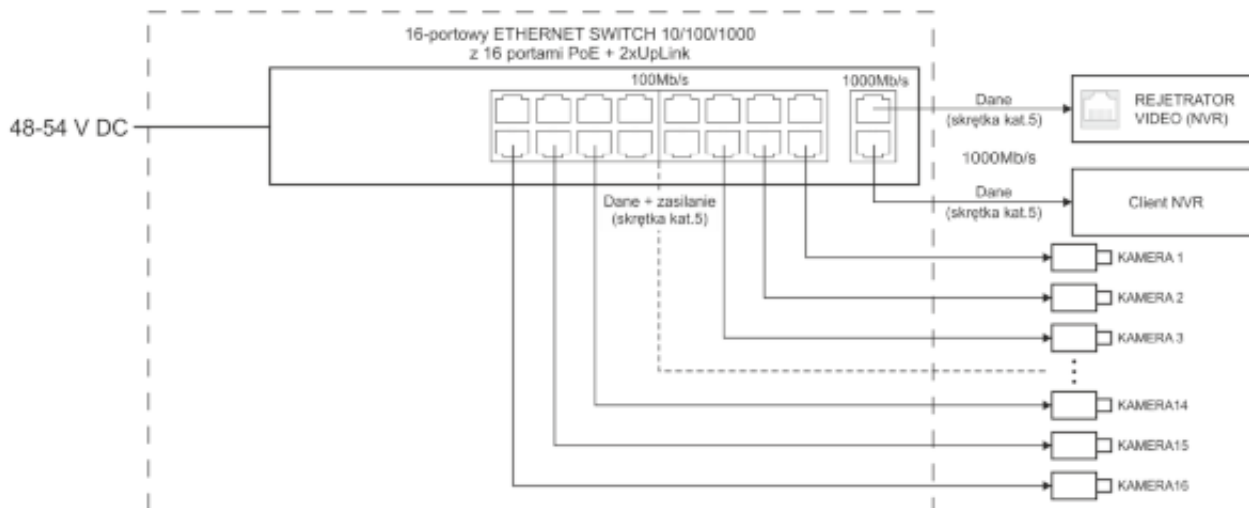 16-portowy ETHERNET SWITCH 10/100/1000
z 16 portami PoE + 2xUpLink
100Mb/s
1000Mb/s
48-54 V DC
Dane
(skrętka kat.5)
REJETRATOR
VIDEO (NVR)
1000Mb/s
Dane + zasilanie
(skrętka kat.5)
Dane
(skrętka kat.5)
Client NVR
KAMERA 1
KAMERA 2
KAMERA 3
KAMERA14
KAMERA15
KAMERA16